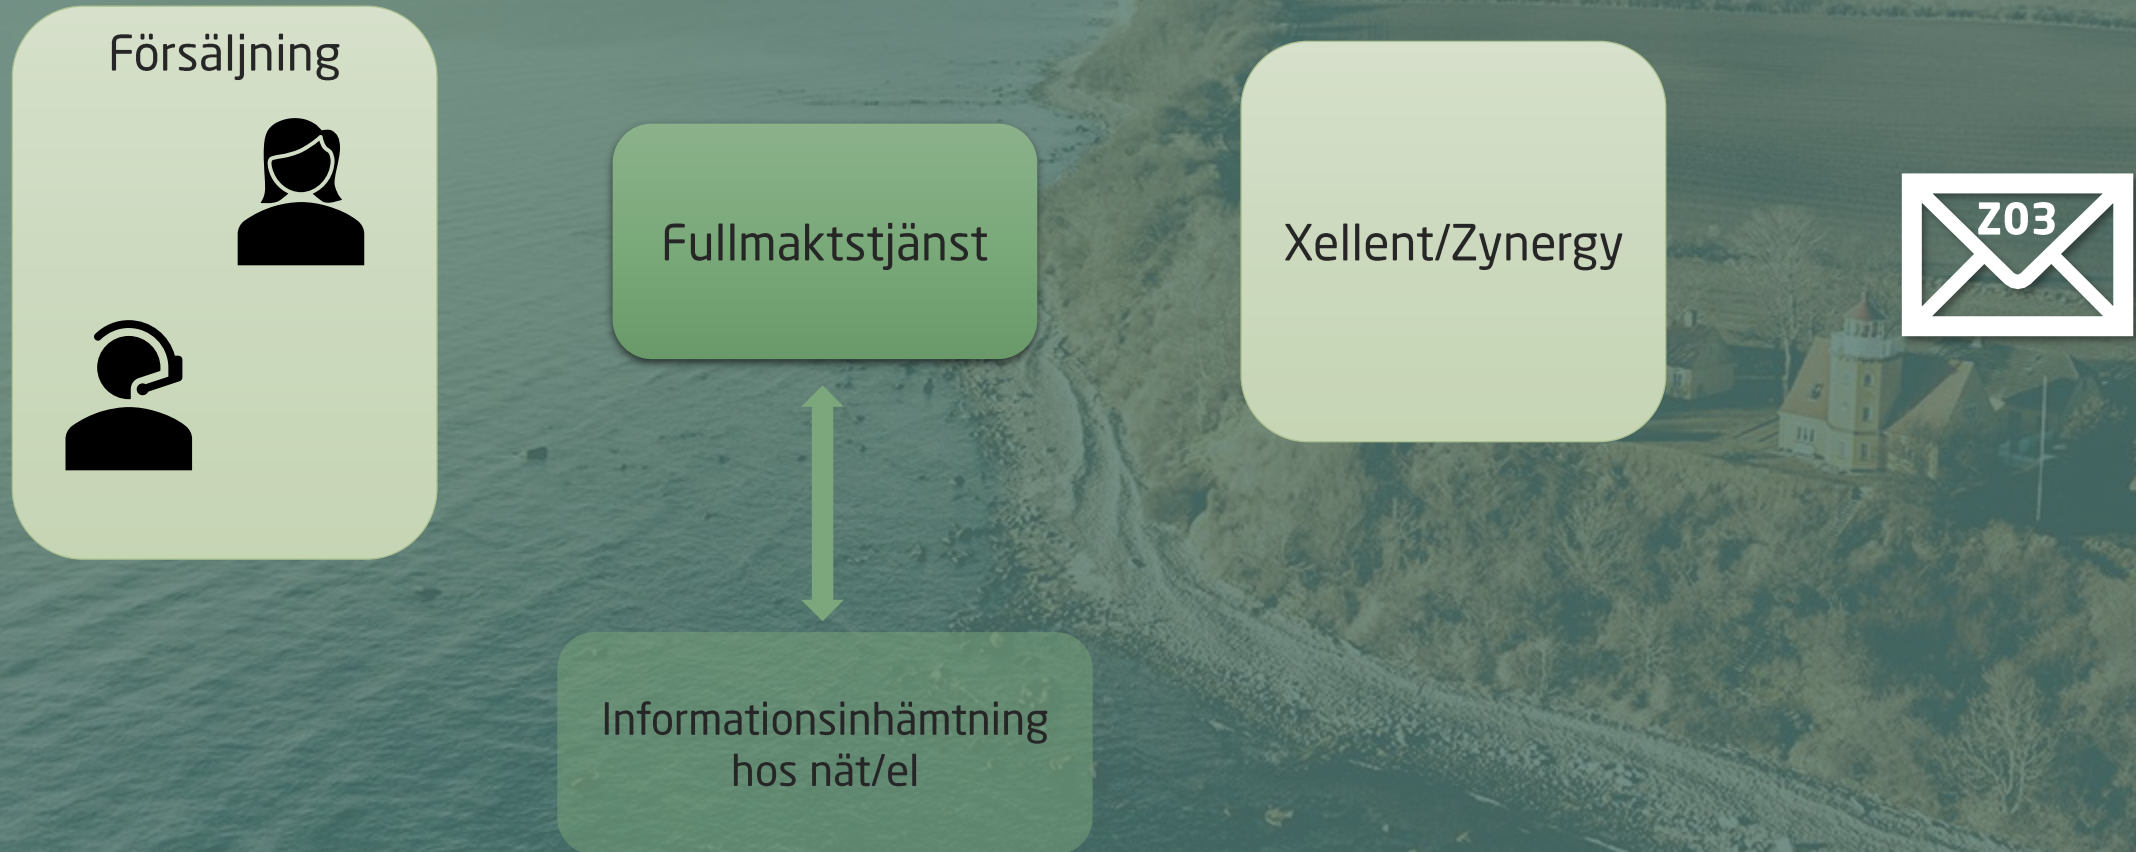 Försäljning
Fullmaktstjänst
Xellent/Zynergy
Z03
Informationsinhämtning
hos nät/el